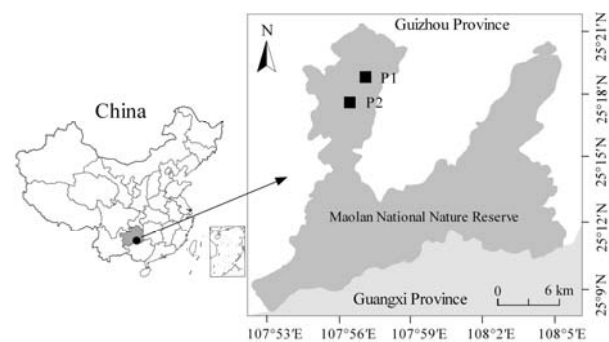 Guizhou Province
25°21′N
N
P1
25°18′N
P2
China
25°15′N
Maolan National Nature Reserve
25°12′N
0 6 km
25°9′N
Guangxi Province
107°53′E 107°56′E 107°59′E 108°2′E 108°5′E